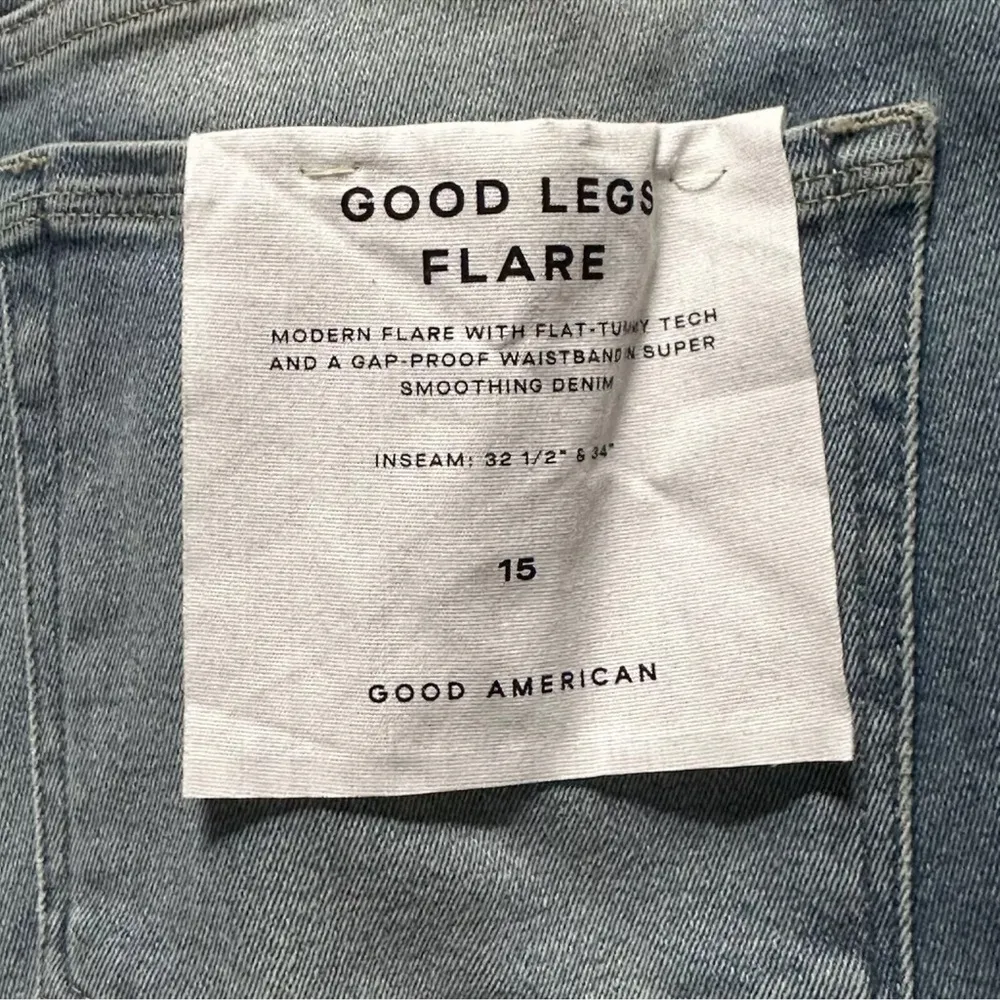 GOOD LEGS
FLARE
MODERN FLARE WITH FLAT-TUMMY TECH
AND A GAP-PROOF WAISTBAND IN SUPER
SMOOTHING DENIM
INSEAM: 32 1/2" & 34"
15
GOOD AMERICAN